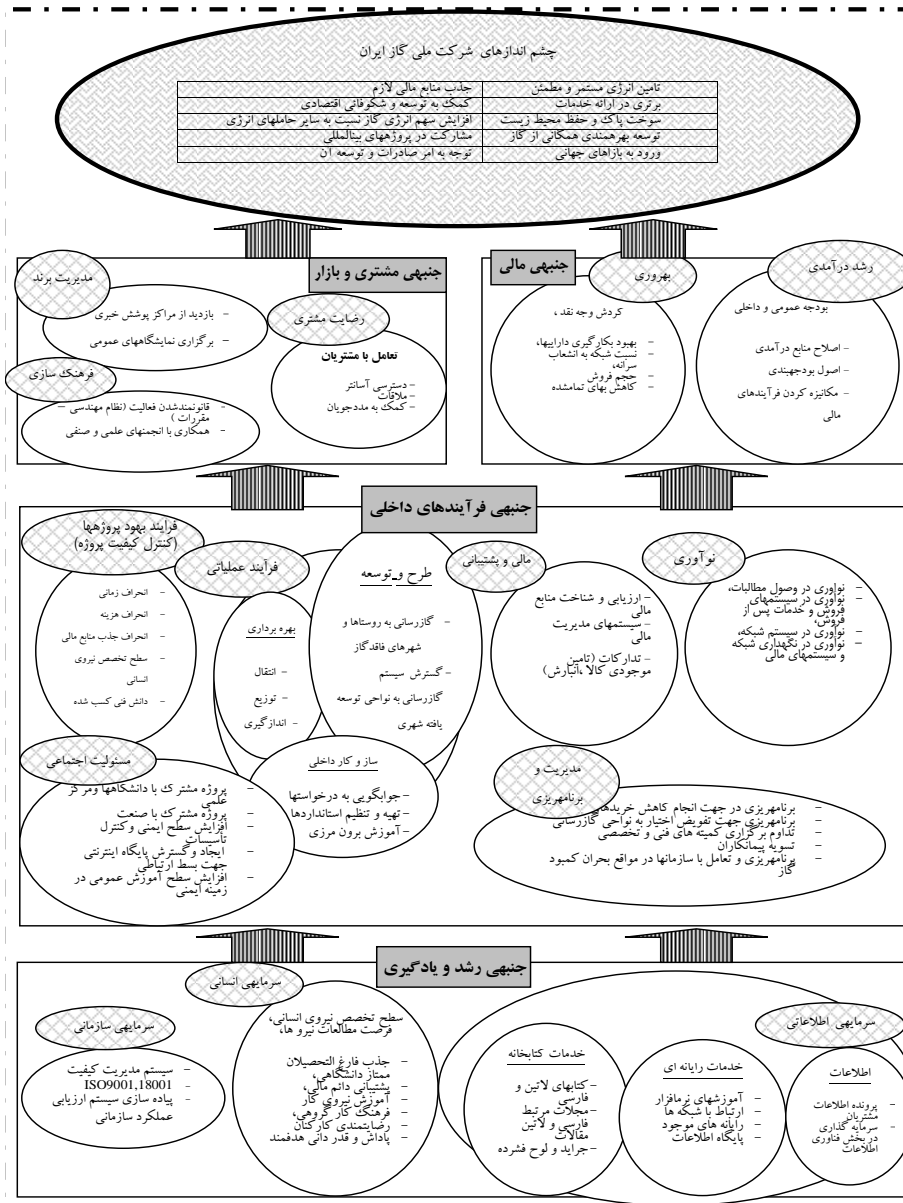 چشم اندازهای شرکت ملی گاز ایران
تامین انرژی مستمر و مطمئن
جذب منابع مالی لازم
برتری در ارائه خدمات
کمک به توسعه و شکوفائی اقتصادی
سوخت پاک و حفظ محیط زیست
افزایش سهم انرژی گاز نسبت به سایر حاملهای انرژی
توسعه بهرهمندی همگانی از گاز
مشارکت در پروژههای بینالمللی
ورود به بازاهای جهانی
توجه به امر صادرات و توسعه آن
جنبهی مالی
رشد درآمدی
بودجه عمومی و داخلی
– اصلاح منابع درآمدی
– اصول بودجهبندی
– مکانیزه کردن فرآیندهای
مالی
بهروری
گردش وجه نقد ،
– بهبود بکارگیری داراییها،
– نسبت شبکه به انشعاب
سرانه،
– حجم فروش
– کاهش بهای تمامشده
جنبهی مشتری و بازار
رضایت مشتری
تعامل با مشتریان
– دسترسی آسانتر
– ملاقات
– کمک به مددجویان
مدیریت برند
– بازدید از مراکز پوشش خبری
– برگزاری نمایشگاههای عمومی
فرهنگ سازی
– قانونمندشدن فعالیت (نظام مهندسی –
مقررات )
– همکاری با انجمنهای علمی و صنفی
جنبهی فرآیندهای داخلی
نوآوری
– نوآوری در وصول مطالبات،
– نوآوری در سیستمهای
فروش و خدمات پس از
فروش،
– نوآوری در سیستم شبکه،
– نوآوری در نگهداری شبکه
و سیستمهای مالی
مالی و پشتیبانی
– ارزیابی و شناخت منابع
مالی
– سیستمهای مدیریت
مالی
– تدارکات (تامین
موجودی کالا ،انبارش)
طرح و توسعه
– گازرسانی به روستاها و
شهرهای فاقدگاز
– گسترش سیستم
گازرسانی به نواحی توسعه
یافته شهری
فرآیند عملیاتی
بهره برداری
– انتقال
– توزیع
– اندازگیری
فرآیند بهود پروژهها
(کنترل کیفیت پروژه)
– انحراف زمانی
– انحراف هزینه
– انحراف جذب منابع مالی
– سطح تخصص نیروی
انسانی
– دانش فنی کسب شده
ساز و کار داخلی
– جوابگویی به درخواستها
– تهیه و تنظیم استانداردها
– آموزش برون مرزی
مسئولیت اجتماعی
– پروژه مشترک با دانشگاهها ومرکز
علمی
– پروژه مشترک با صنعت
– افزایش سطح ایمنی وکنترل
تاسیسات
– ایجاد وگسترش پایگاه اینترنتی
جهت بسط ارتباطی
– افزایش سطح آموزش عمومی در
زمینه ایمنی
مدیریت و
برنامهریزی
– برنامهریزی در جهت انجام کاهش خریدهای
– برنامهریزی جهت تفویض اختیار به نواحی گازرسانی
– تداوم برگزاری کمیته های فنی و تخصصی
– تسویه پیمانکاران
– برنامهریزی و تعامل با سازمانها در مواقع بحران کمبود
گاز
جنبهی رشد و یادگیری
سرمایهی اطلاعاتی
اطلاعات
– پرونده اطلاعات
مشتریان
– سرمایه گذاری
در بخش فناوری
اطلاعات
خدمات رایانه ای
– آموزشهای نرمافزار
– ارتباط با شبکه ها
– رایانه های موجود
– پایگاه اطلاعات
خدمات کتابخانه
– کتابهای لاتین و
فارسی
– مجلات مرتبط
فارسی و لاتین
– مقالات
– جراید و لوح فشرده
سرمایهی انسانی
سطح تخصص نیروی انسانی،
فرصت مطالعات نیرو ها،
– جذب فارغ التحصیلان
ممتاز دانشگاهی،
– پشتیبانی دائم مالی،
– آموزش نیروی کار
– فرهنگ کار گروهی،
– رضایتمندی کارکنان
– پاداش و قدر دانی هدفمند
سرمایهی سازمانی
– سیستم مدیریت کیفیت
– ISO9001,18001
– پیاده سازی سیستم ارزیابی
عملکرد سازمانی